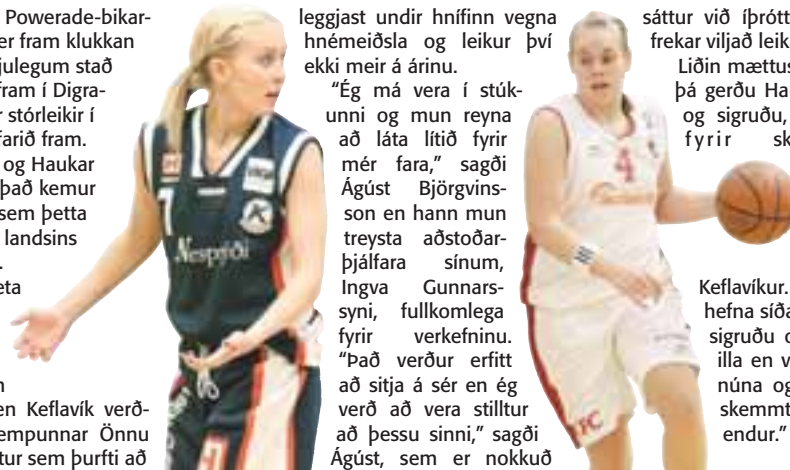 Powerade-bikar-
er fram klukkan
julegum stað
fram í Digra-
r stórleikir í
farið fram.
og Haukar
það kemur
sem þetta
landsins
eta
en Keflavík verð-
empunnar Önnu
tur sem þurfti að
leggjast undir hnífinn vegna
hnémeiðsla og leikur því
ekki meir á árinu.
“Ég má vera í stúk-
unni og mun reyna
að láta lítið fyrir
mér fara,” sagði
Ágúst Björgvins-
son en hann mun
treysta aðstoðar-
þjálfara sínum,
Ingva Gunnars-
syni, fullkomlega
fyrir verkefninu.
“Það verður erfitt
að sitja á sér en ég
verð að vera stilltur
að þessu sinni,” sagði
Ágúst, sem er nokkuð
sáttur við íþrótt
frekar viljað leik
Liðin mættus
þá gerðu Ha
og sigruðu,
fyrir sk
Keflavíkur.
hefna síða
sigruðu o
illa en v
núna og
skemmt
endur.”
7
Nesprýði
4